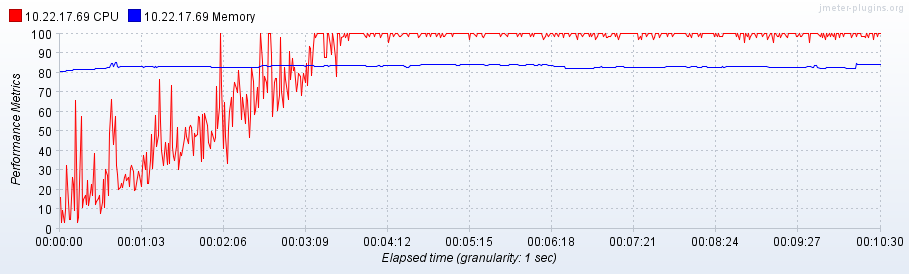 10.22.17.69 CPU 10.22.17.69 Memory
jmeter-plugins.org
100
90
80
70
60
50
40
30
20
10
0
Performance Metrics
00:00:00 00:01:03 00:02:06 00:03:09 00:04:12 00:05:15 00:06:18 00:07:21 00:08:24 00:09:27 00:10:30
Elapsed time (granularity: 1 sec)